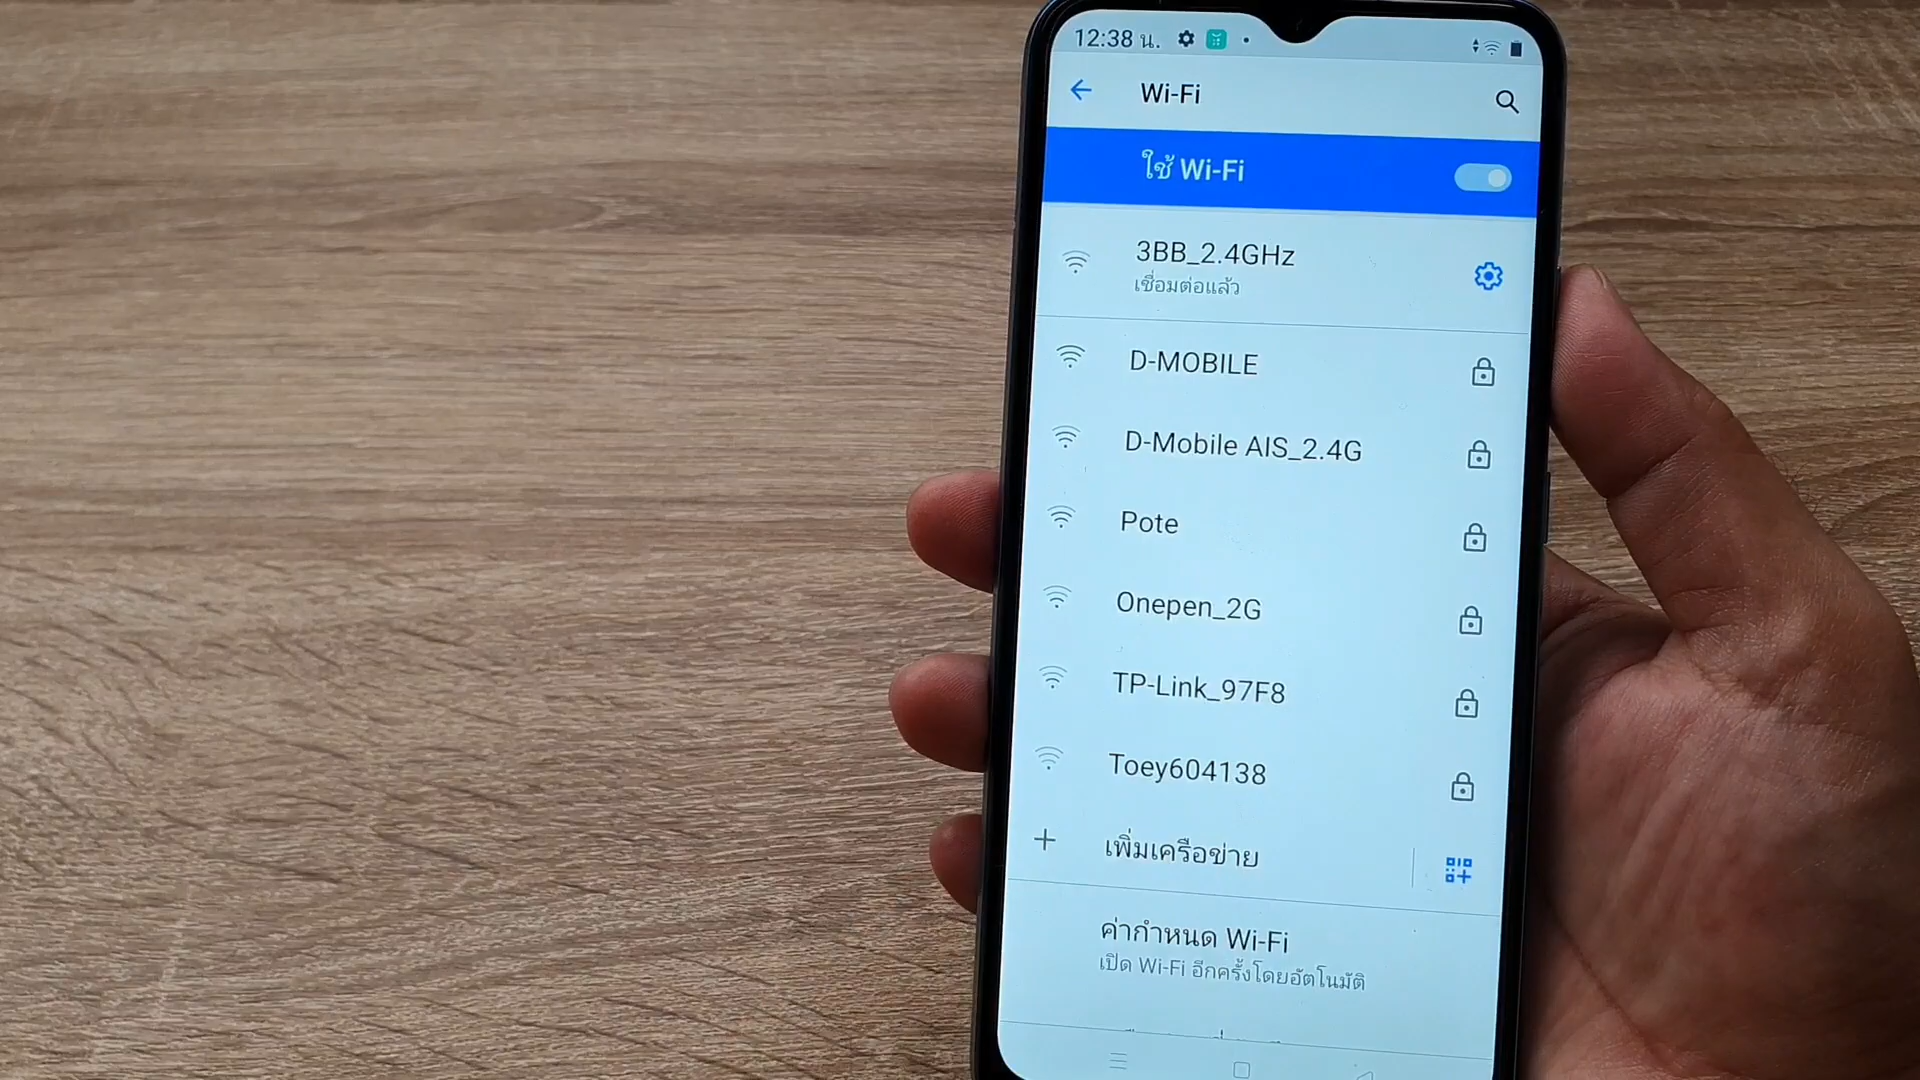 12:38 น.
Wi-Fi
ใช้ Wi-Fi
3BB_2.4GHz
เชื่อมต่อแล้ว
D-MOBILE
D-Mobile AIS_2.4G
Pote
Onepen_2G
TP-Link_97F8
Toey604138
เพิ่มเครือข่าย
ค่ากำหนด Wi-Fi
เปิด Wi-Fi อีกครั้งโดยอัตโนมัติ